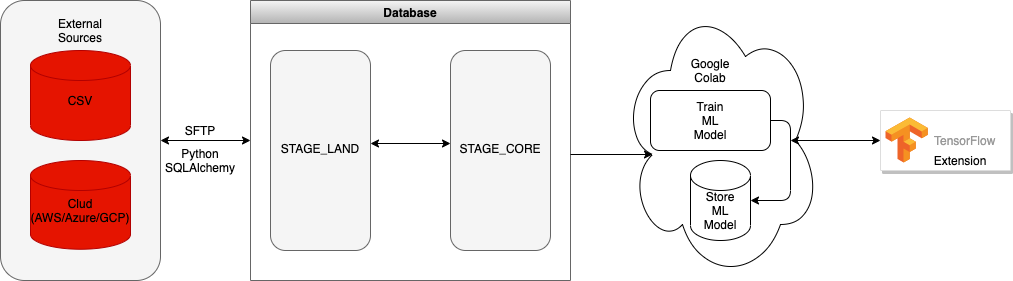 External
Sources
CSV
Clud
(AWS/Azure/GCP)
SFTP
Python
SQLAlchemy
Database
STAGE_LAND
STAGE_CORE
Google
Colab
Train
ML
Model
Store
ML
Model
TensorFlow
Extension